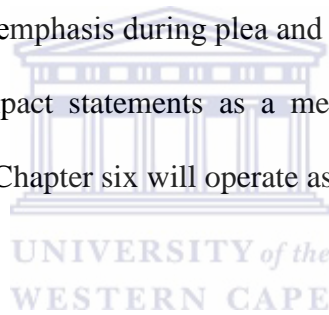 emphasis during plea and
pact statements as a me
Chapter six will operate as
UNIVERSITY of the
WESTERN CAPE